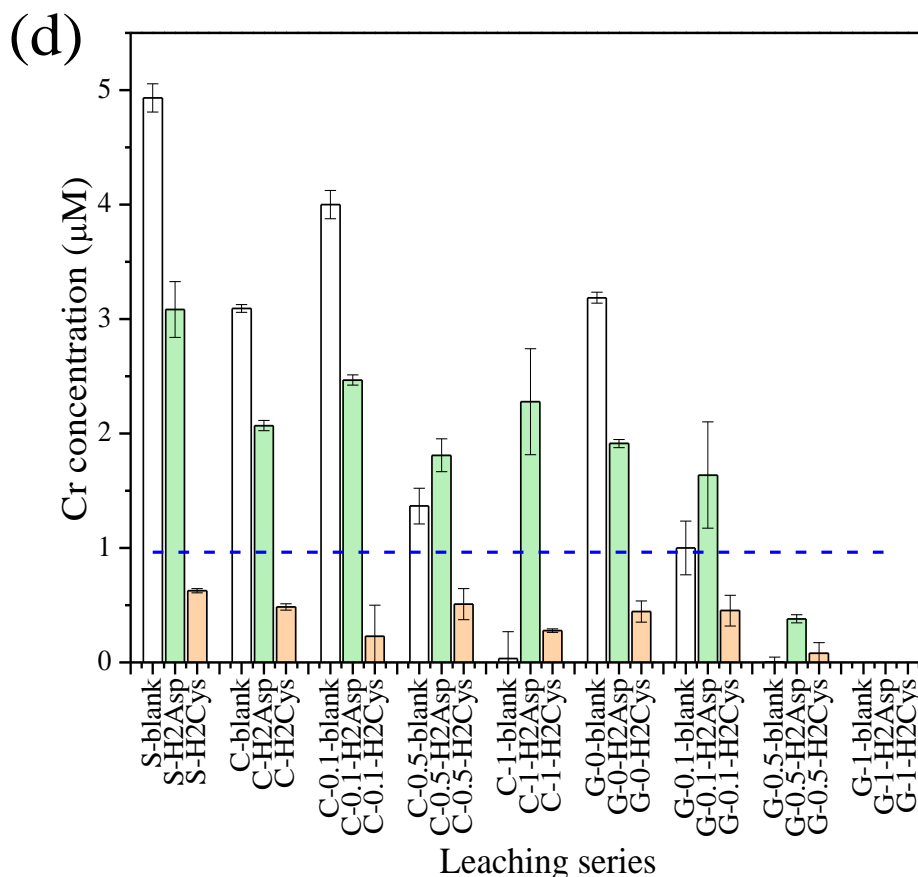 (d)
Cr concentration (μM)
5
4
3
2
1
0
S-blank
S-H2Asp
S-H2Cys
C-blank
C-H2Asp
C-H2Cys
C-0.1-blank
C-0.1-H2Asp
C-0.1-H2Cys
C-0.5-blank
C-0.5-H2Asp
C-0.5-H2Cys
C-1-blank
C-1-H2Asp
C-1-H2Cys
G-0-blank
G-0-H2Asp
G-0-H2Cys
G-0.1-blank
G-0.1-H2Asp
G-0.1-H2Cys
G-0.5-blank
G-0.5-H2Asp
G-0.5-H2Cys
G-1-blank
G-1-H2Asp
G-1-H2Cys
Leaching series